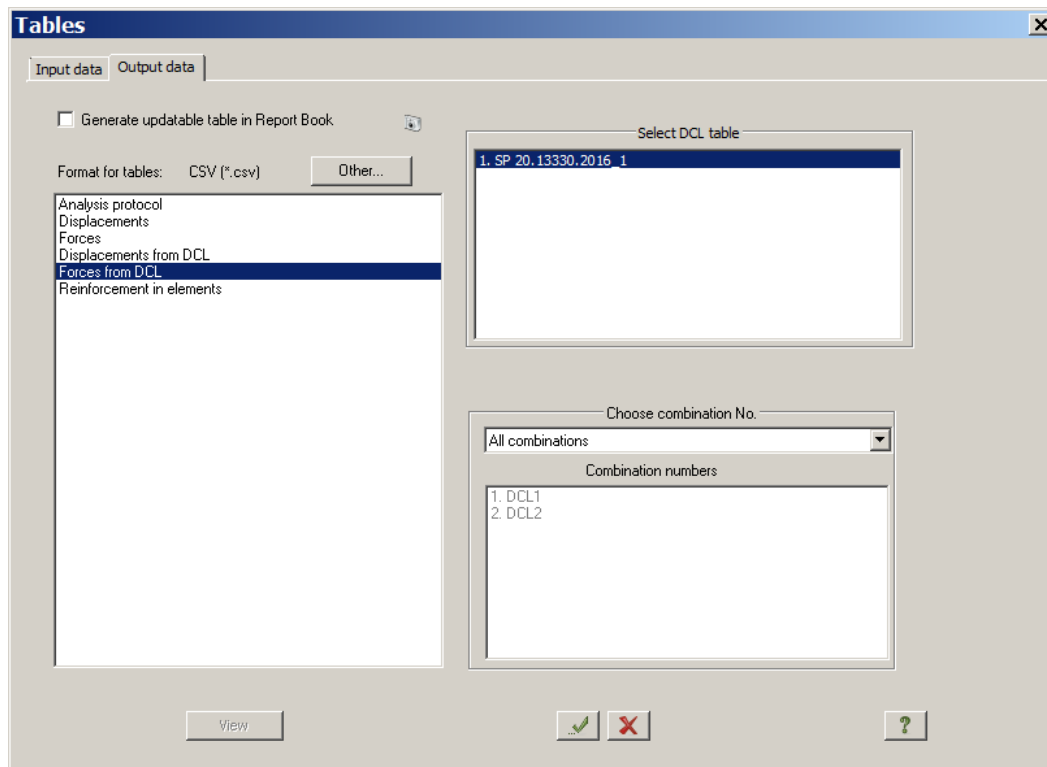 Tables
Input data
Output data
Generate updatable table in Report Book
Format for tables: CSV (*.csv) Other...
Analysis protocol
Displacements
Forces
Displacements from DCL
Forces from DCL
Reinforcement in elements
Select DCL table
1. SP 20.13330.2016_1
Choose combination No.
All combinations
Combination numbers
1. DCL1
2. DCL2
View
?